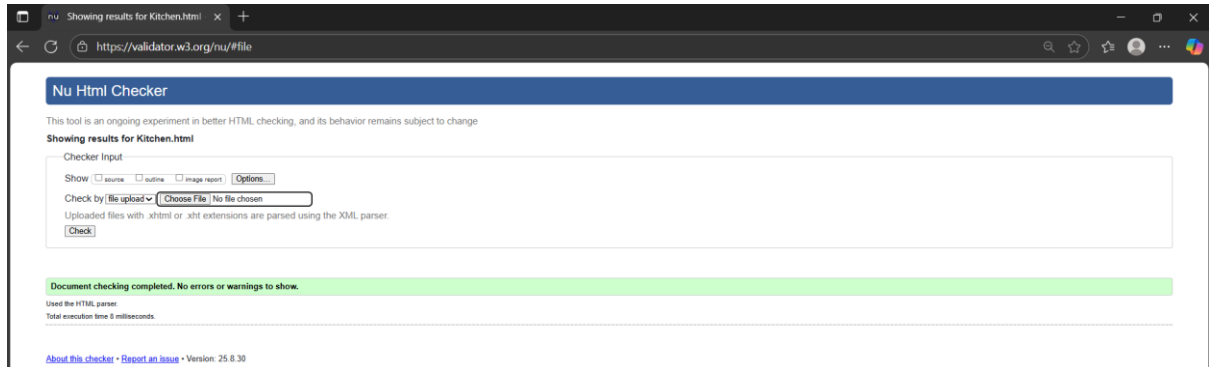 nu Showing results for Kitchen.html
https://validator.w3.org/nu/#file
Nu Html Checker
This tool is an ongoing experiment in better HTML checking, and its behavior remains subject to change
Showing results for Kitchen.html
Checker Input
Show source outline image report Options...
Check by file upload Choose File No file chosen
Uploaded files with .xhtml or .xht extensions are parsed using the XML parser.
Check
Document checking completed. No errors or warnings to show.
Used the HTML parser.
Total execution time 8 milliseconds.
About this checker • Report an issue • Version: 25.8.30